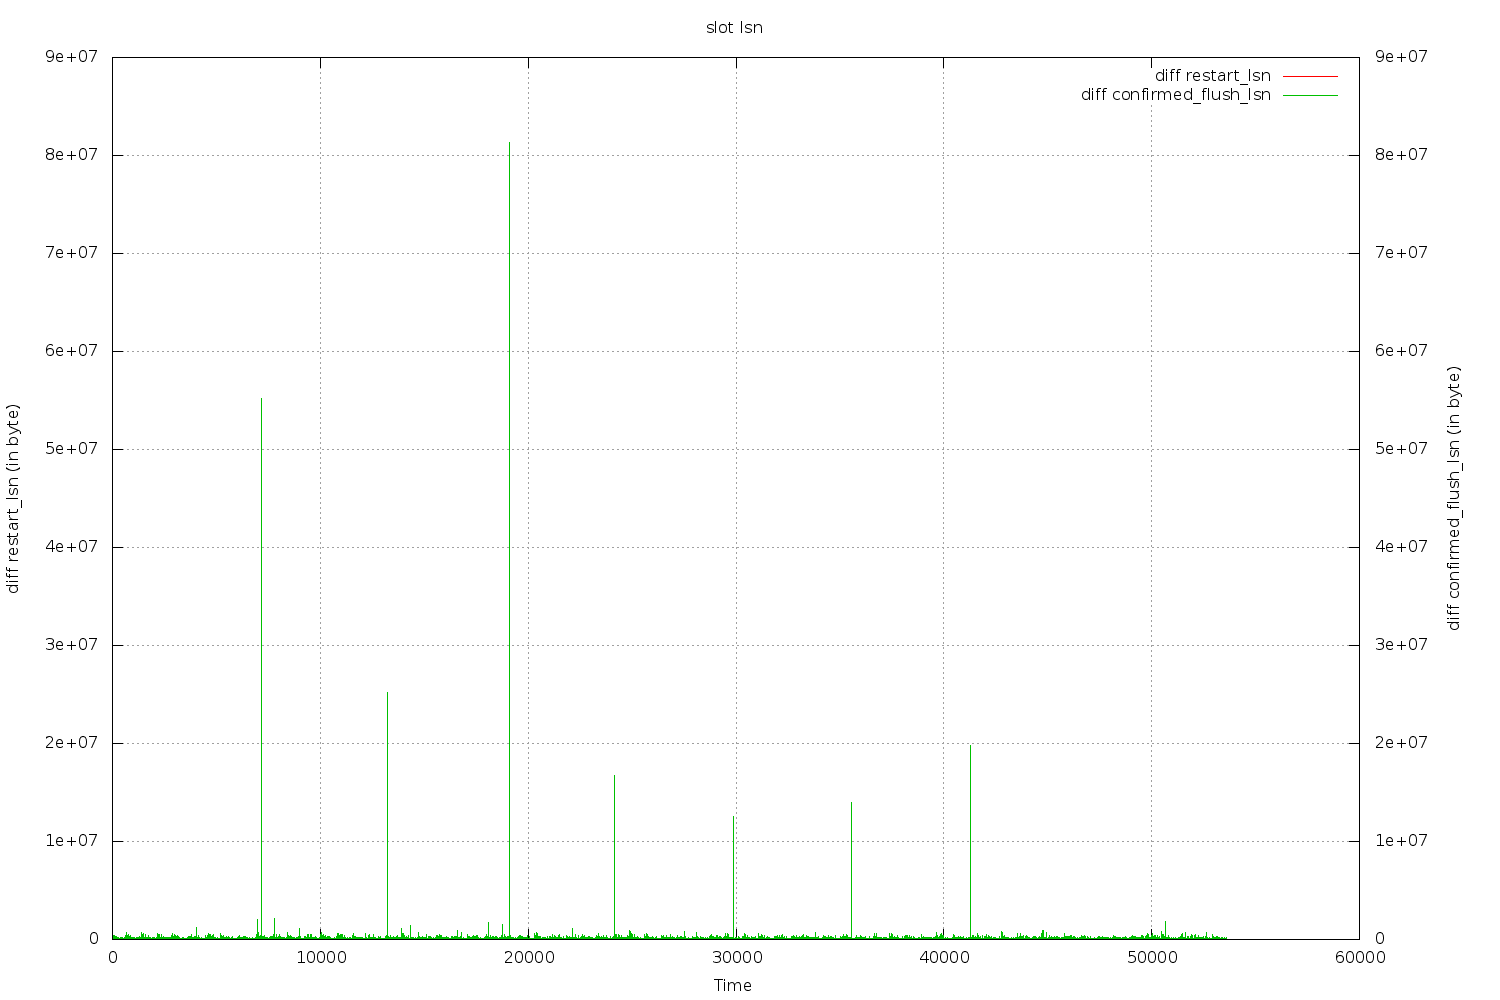 slot lsn
diff restart_lsn
diff confirmed_flush_lsn
9e+07
8e+07
7e+07
6e+07
5e+07
4e+07
3e+07
2e+07
1e+07
0
9e+07
8e+07
7e+07
6e+07
5e+07
4e+07
3e+07
2e+07
1e+07
0
diff restart_lsn (in byte)
diff confirmed_flush_lsn (in byte)
0 10000 20000 30000 40000 50000 60000
Time